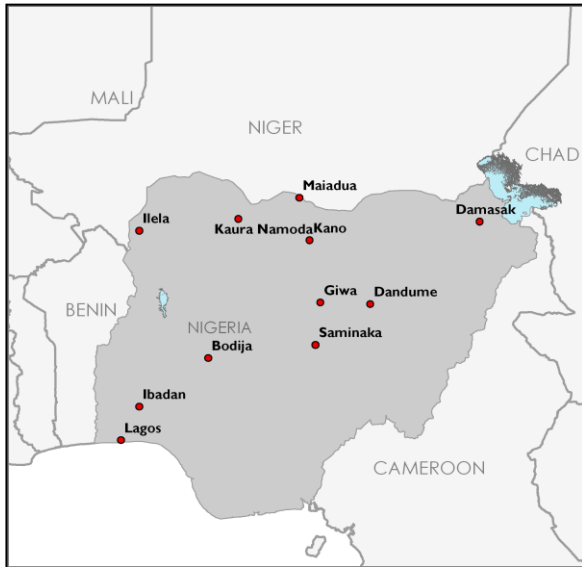 MALI
NIGER
CHAD
Maiadua
Damasak
Ilela
Kaura Namoda
Kano
Giwa
Dandume
BENIN
NIGERIA
Saminaka
Bodija
Ibadan
Lagos
CAMEROON